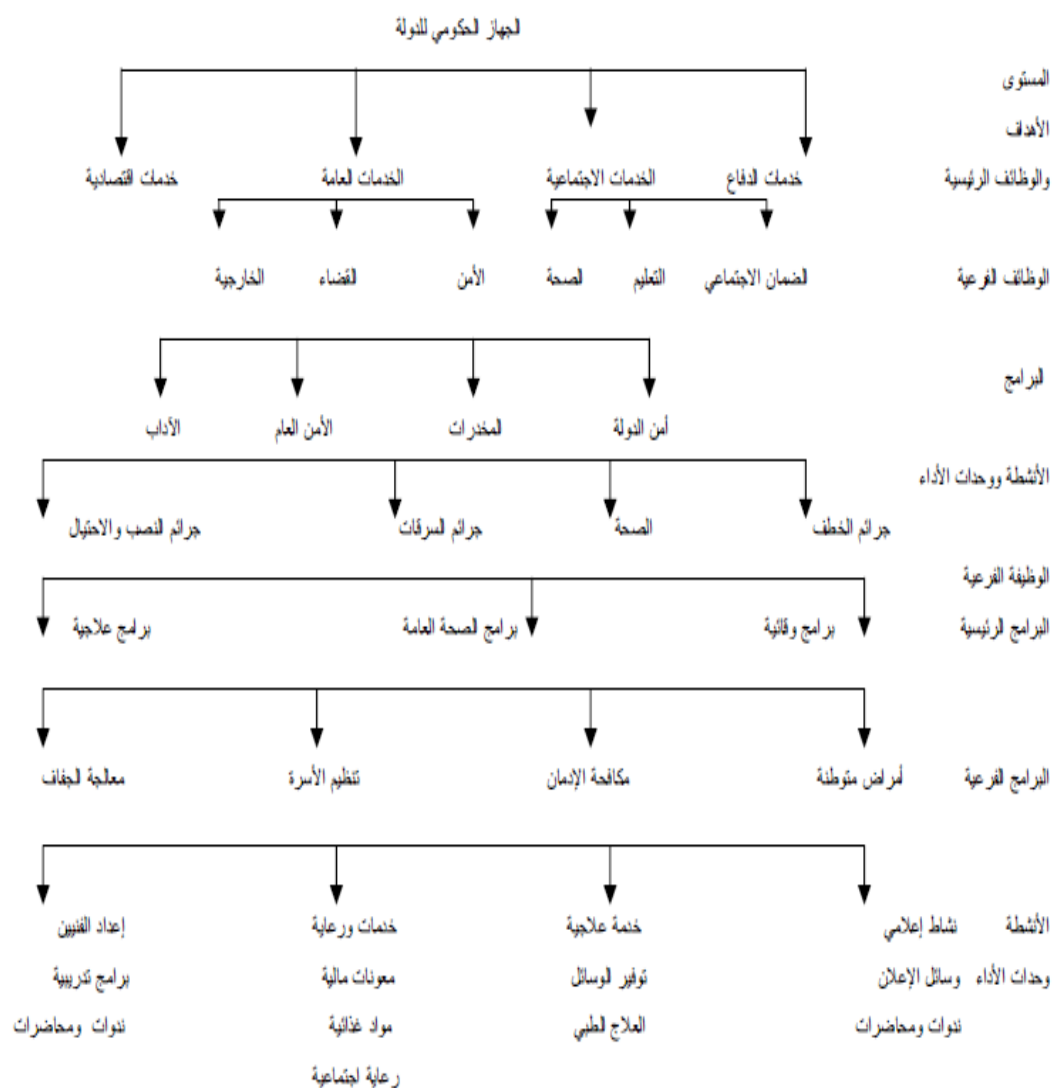 الجهاز الحكومي للدولة
المستوى
الأهداف
والوظائف الرئيسية خدمات الدفاع الخدمات الاجتماعية الخدمات العامة خدمات اقتصادية
الوظائف الفرعية الضمان الاجتماعي التعليم الصحة الأمن القضاء الخارجية
البرامج
أمن الدولة المخدرات الأمن العام الآداب
الأنشطة ووحدات الأداء
جرائم الخطف الصحة جرائم السرقات جرائم النصب والاحتيال
الوظيفة الفرعية
البرامج الرئيسية برامج وقائية برامج الصحة العامة برامج علاجية
البرامج الفرعية أمراض متوطنة مكافحة الإدمان تنظيم الأسرة معالجة الجفاف
الأنشطة نشاط إعلامي خدمة علاجية خدمات ورعاية إعداد الفنيين
وحدات الأداء وسائل الإعلان توفير الوسائل معونات مالية برامج تدريبية
ندوات ومحاضرات العلاج الطبي مواد غذائية ندوات ومحاضرات
رعاية اجتماعية